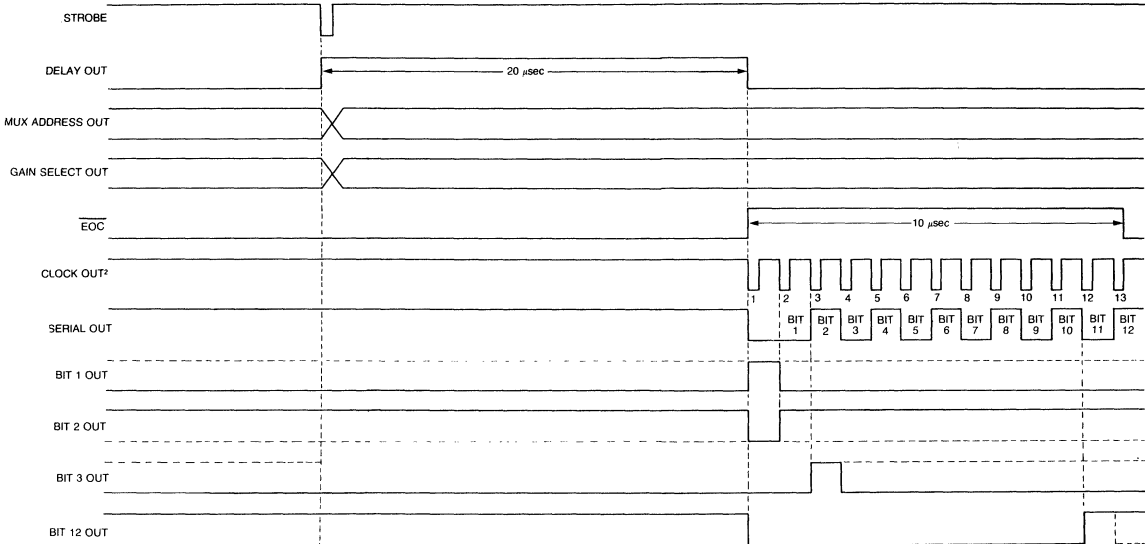 STROBE
DELAY OUT
20 μsec
MUX ADDRESS OUT
GAIN SELECT OUT
EOC
10 μsec
CLOCK OUT²
1 2 3 4 5 6 7 8 9 10 11 12 13
SERIAL OUT
BIT 1 BIT 2 BIT 3 BIT 4 BIT 5 BIT 6 BIT 7 BIT 8 BIT 9 BIT 10 BIT 11 BIT 12
BIT 1 OUT
BIT 2 OUT
BIT 3 OUT
BIT 12 OUT